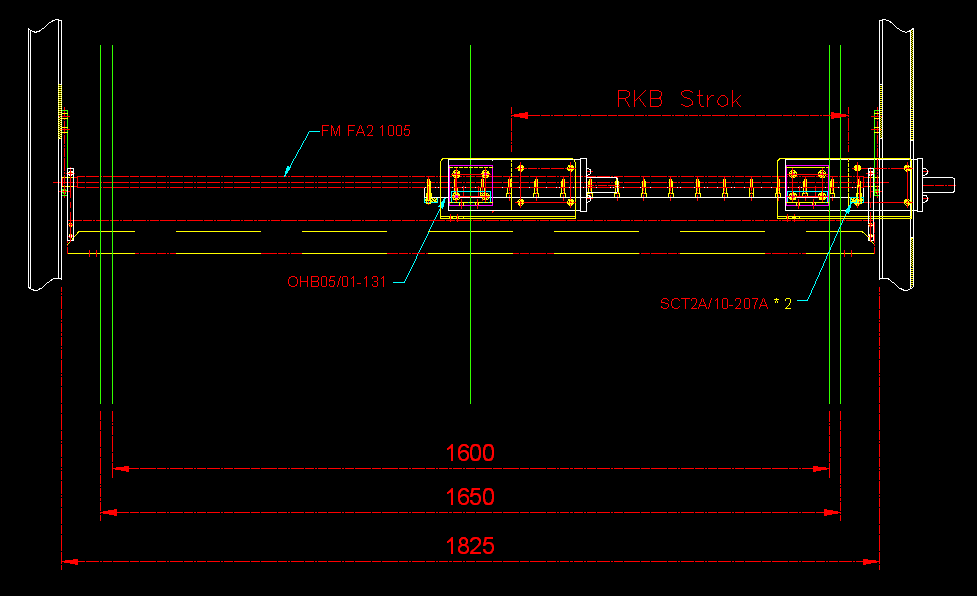 RKB Strok
FM FA2 1005
OHB05/01-131
SCT2A/10-207A * 2
1600
1650
1825